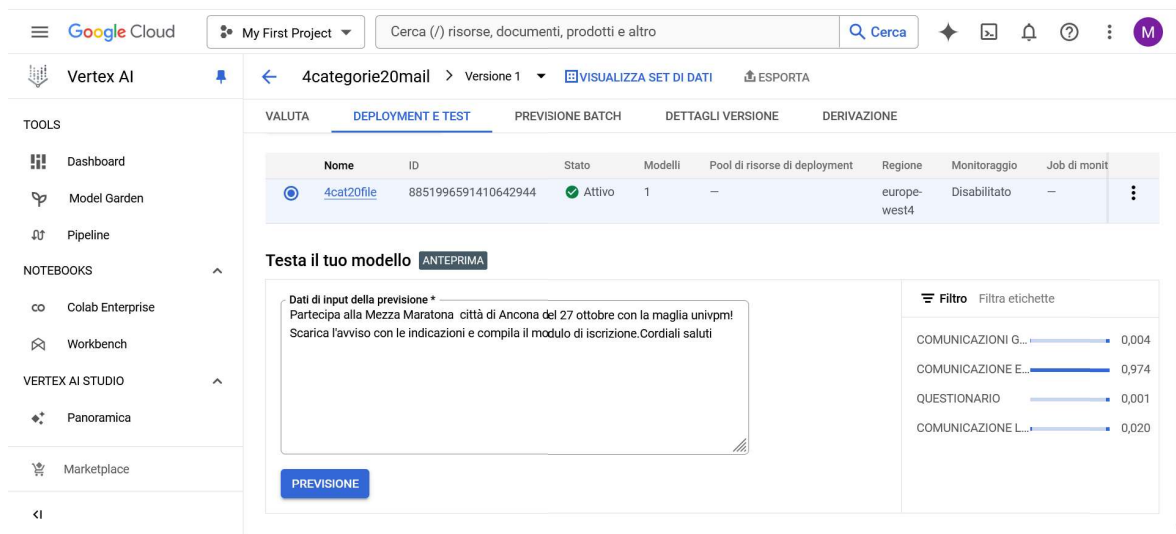 Google Cloud
My First Project
Cerca (/) risorse, documenti, prodotti e altro
Cerca
M
Vertex AI
4categorie20mail > Versione 1
VISUALIZZA SET DI DATI
ESPORTA
TOOLS
Dashboard
Model Garden
Pipeline
NOTEBOOKS
Colab Enterprise
Workbench
VERTEX AI STUDIO
Panoramica
Marketplace
VALUTA
DEPLOYMENT E TEST
PREVISIONE BATCH
DETTAGLI VERSIONE
DERIVAZIONE
Nome ID Stato Modelli Pool di risorse di deployment Regione Monitoraggio Job di monit
4cat20file 8851996591410642944 Attivo 1 — europe- Disabilitato —
west4
Testa il tuo modello ANTEPRIMA
Dati di input della previsione *
Partecipa alla Mezza Maratona città di Ancona del 27 ottobre con la maglia univpm!
Scarica l'avviso con le indicazioni e compila il modulo di iscrizione.Cordiali saluti
PREVISIONE
Filtro Filtra etichette
COMUNICAZIONI G... 0,004
COMUNICAZIONE E... 0,974
QUESTIONARIO 0,001
COMUNICAZIONE L... 0,020